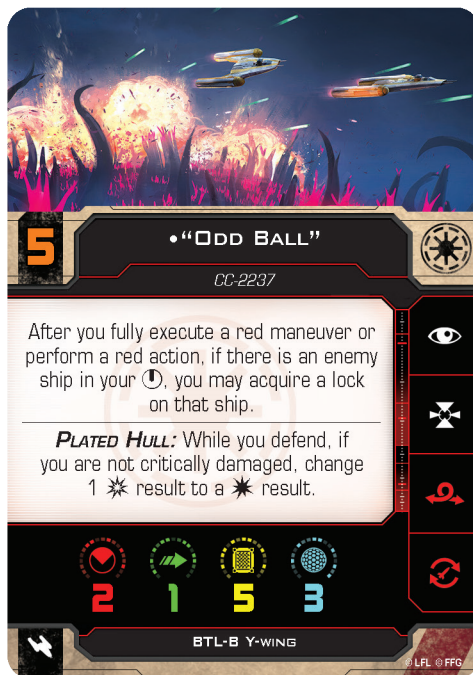 5
•“Odd Ball”
CC-2237
After you fully execute a red maneuver or
perform a red action, if there is an enemy
ship in your , you may acquire a lock
on that ship.
Plated Hull: While you defend, if
you are not critically damaged, change
1 result to a result.
2 1 5 3
BTL-B Y-wing
© LFL © FFG